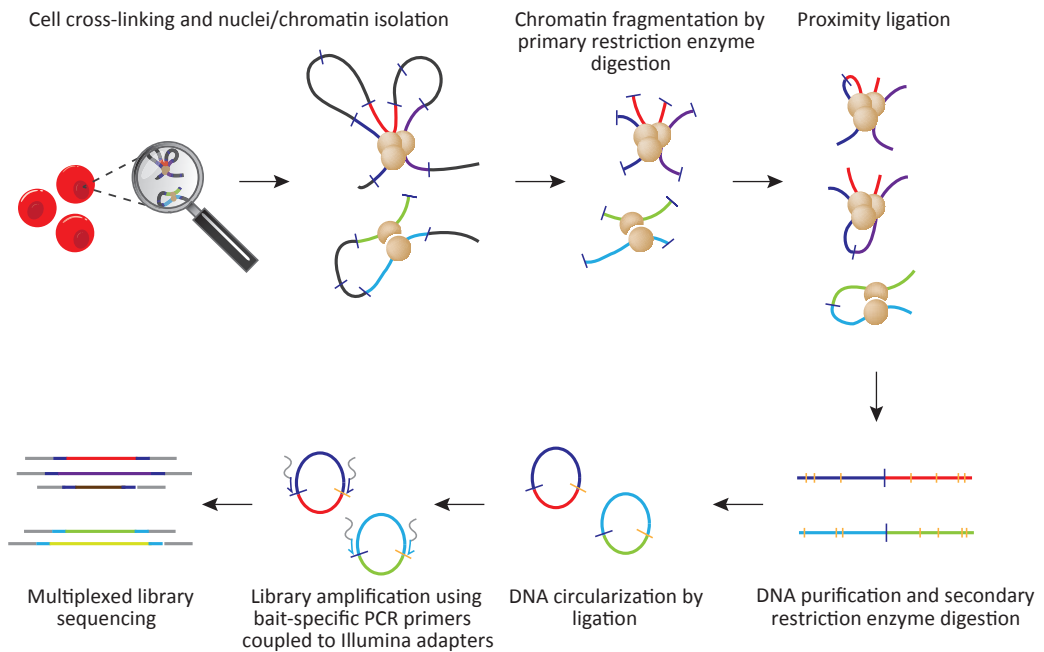 Cell cross-linking and nuclei/chromatin isolation
Chromatin fragmentation by
primary restriction enzyme
digestion
Proximity ligation
Multiplexed library
sequencing
Library amplification using
bait-specific PCR primers
coupled to Illumina adapters
DNA circularization by
ligation
DNA purification and secondary
restriction enzyme digestion